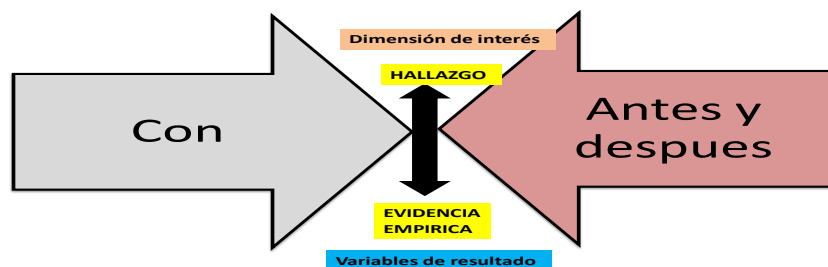 Dimensión de interés
HALLAZGO
Con
Antes y
despues
EVIDENCIA
EMPIRICA
Variables de resultado